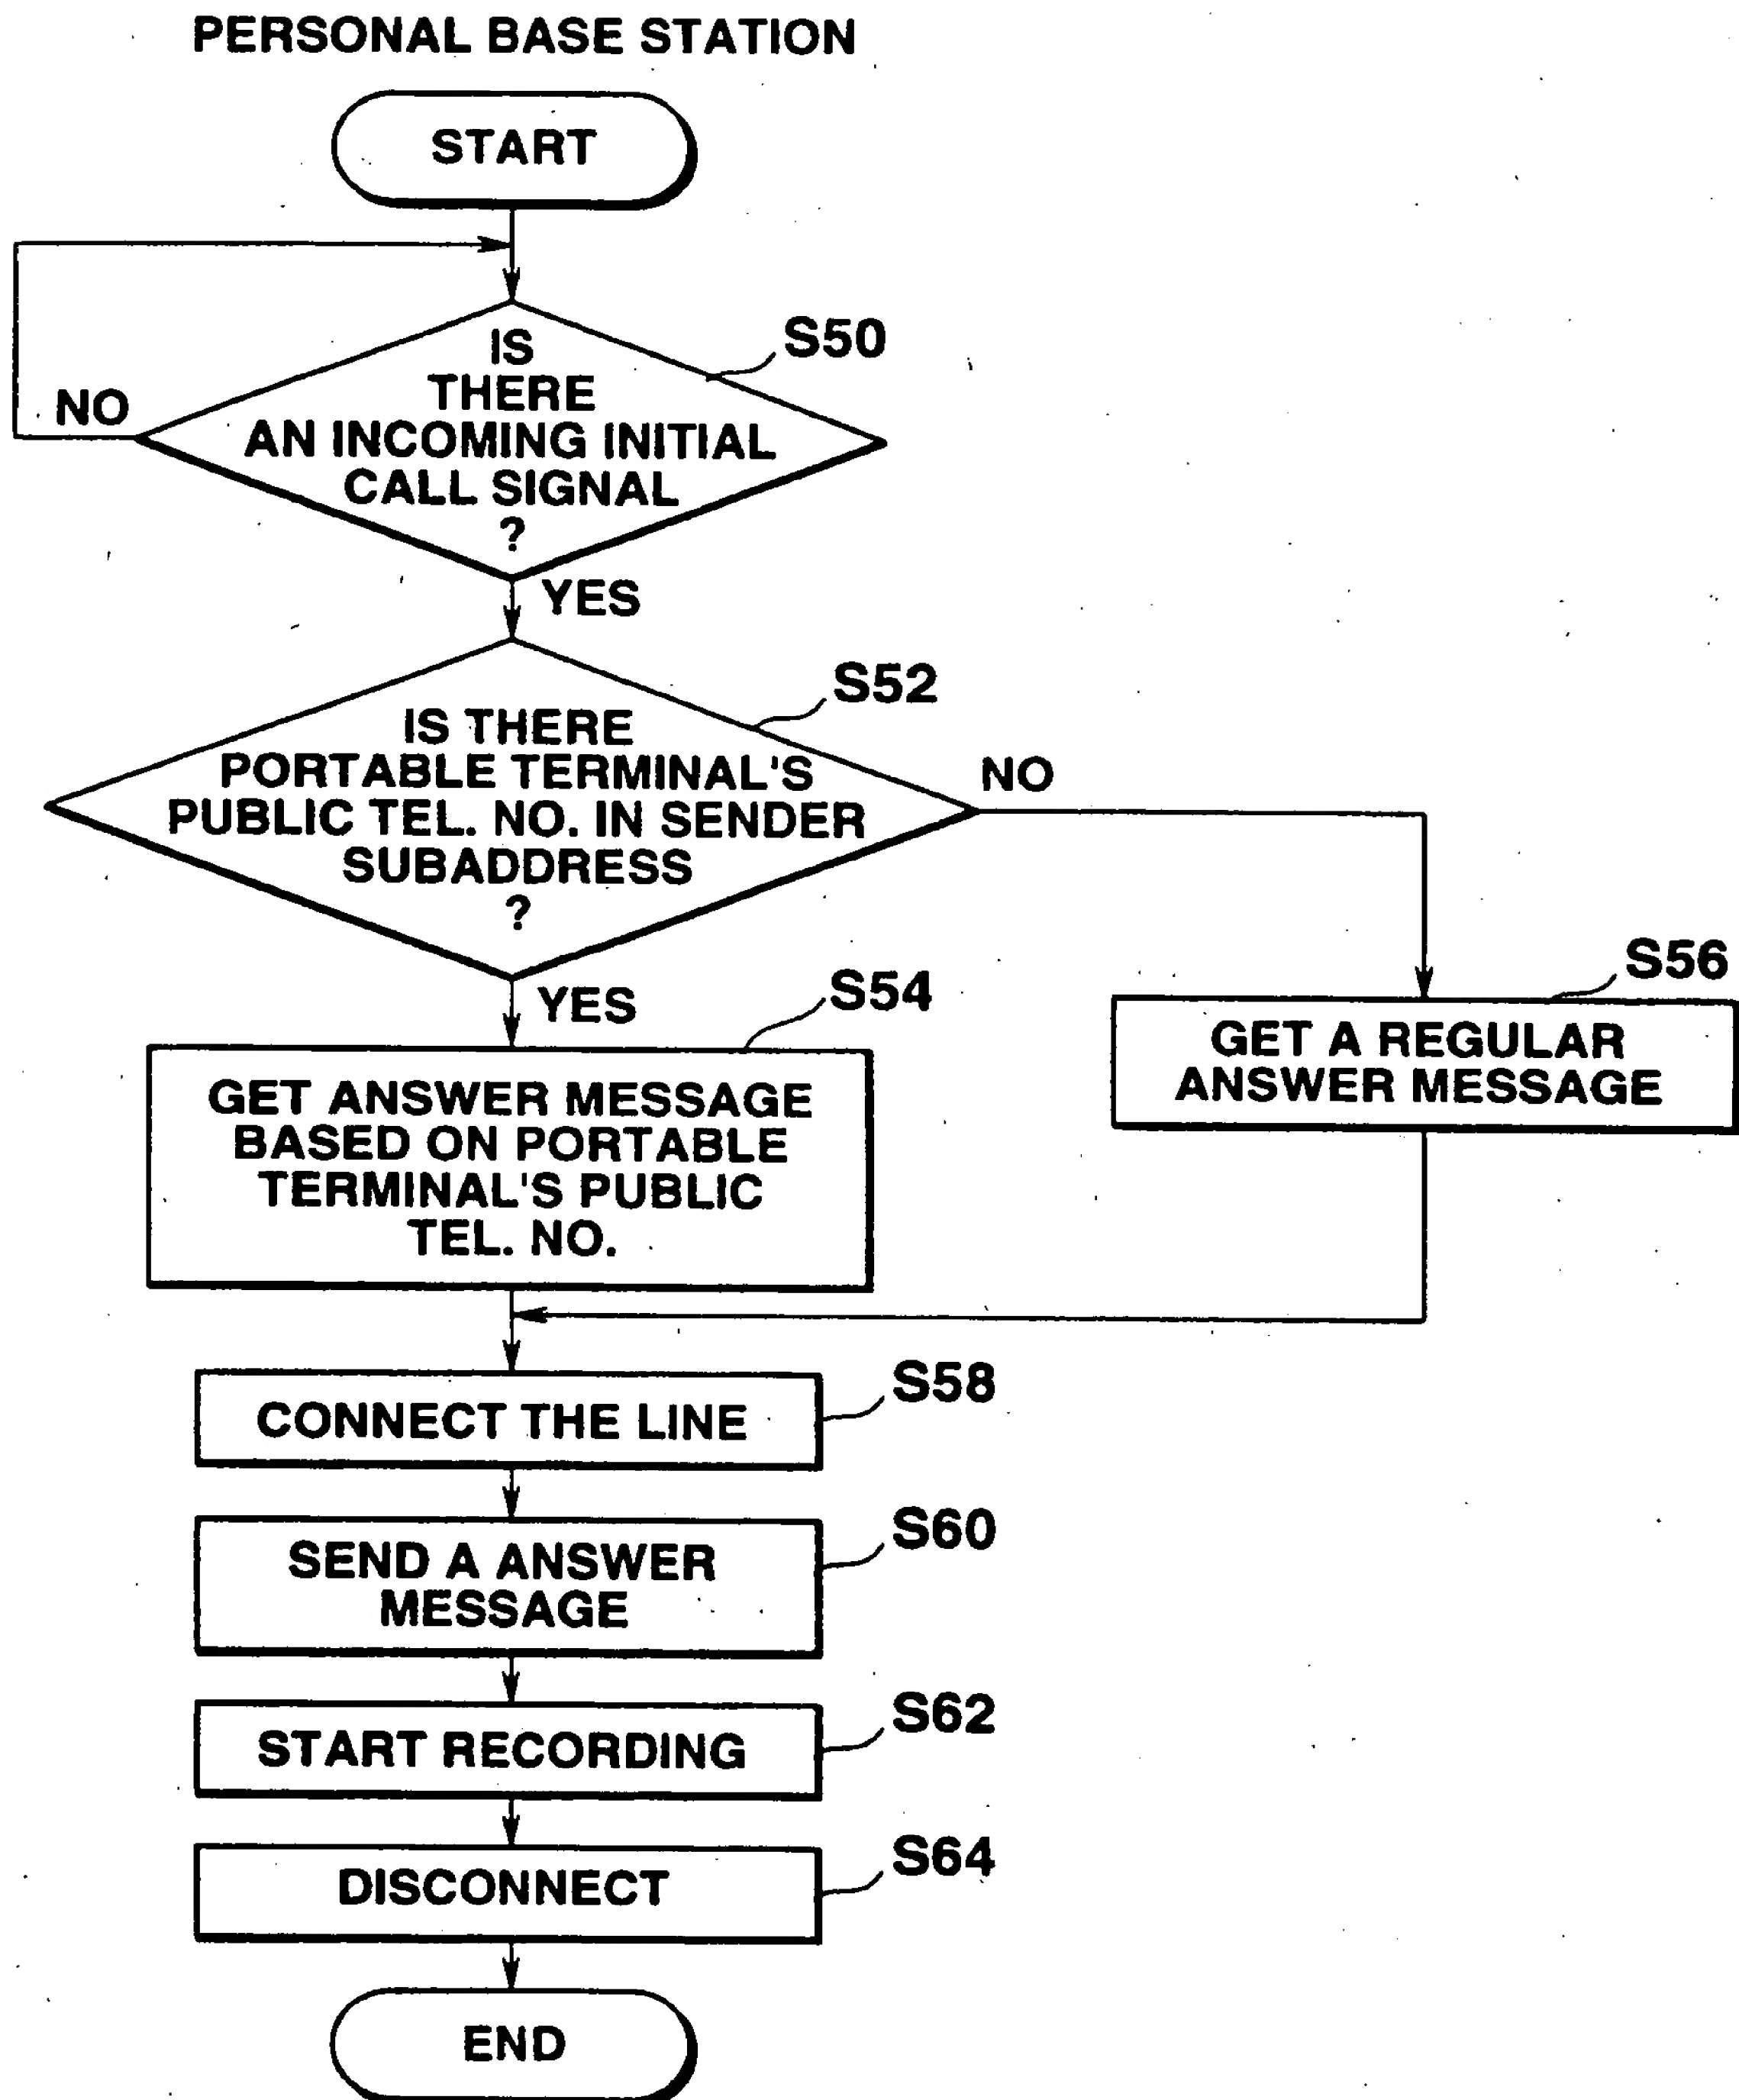 PERSONAL BASE STATION
START
S50
IS
THERE
AN INCOMING INITIAL
CALL SIGNAL
?
NO
YES
S52
IS THERE
PORTABLE TERMINAL'S
PUBLIC TEL. NO. IN SENDER
SUBADDRESS
?
NO
YES
S54
GET ANSWER MESSAGE
BASED ON PORTABLE
TERMINAL'S PUBLIC
TEL. NO.
S56
GET A REGULAR
ANSWER MESSAGE
S58
CONNECT THE LINE
S60
SEND A ANSWER
MESSAGE
S62
START RECORDING
S64
DISCONNECT
END